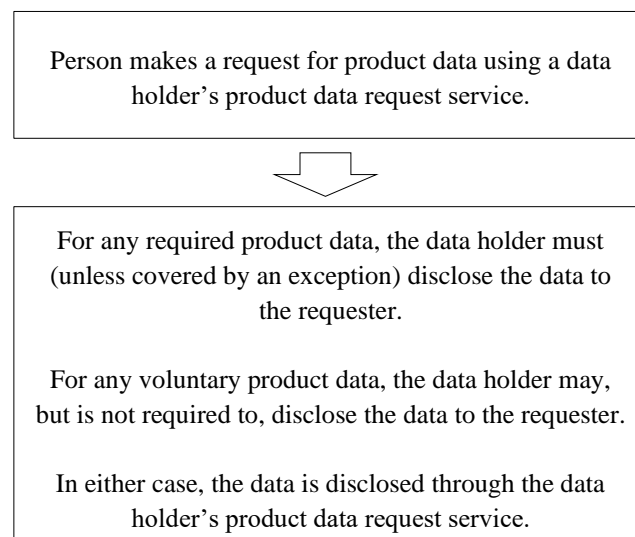 Person makes a request for product data using a data
holder’s product data request service.
For any required product data, the data holder must
(unless covered by an exception) disclose the data to
the requester.
For any voluntary product data, the data holder may,
but is not required to, disclose the data to the requester.
In either case, the data is disclosed through the data
holder’s product data request service.